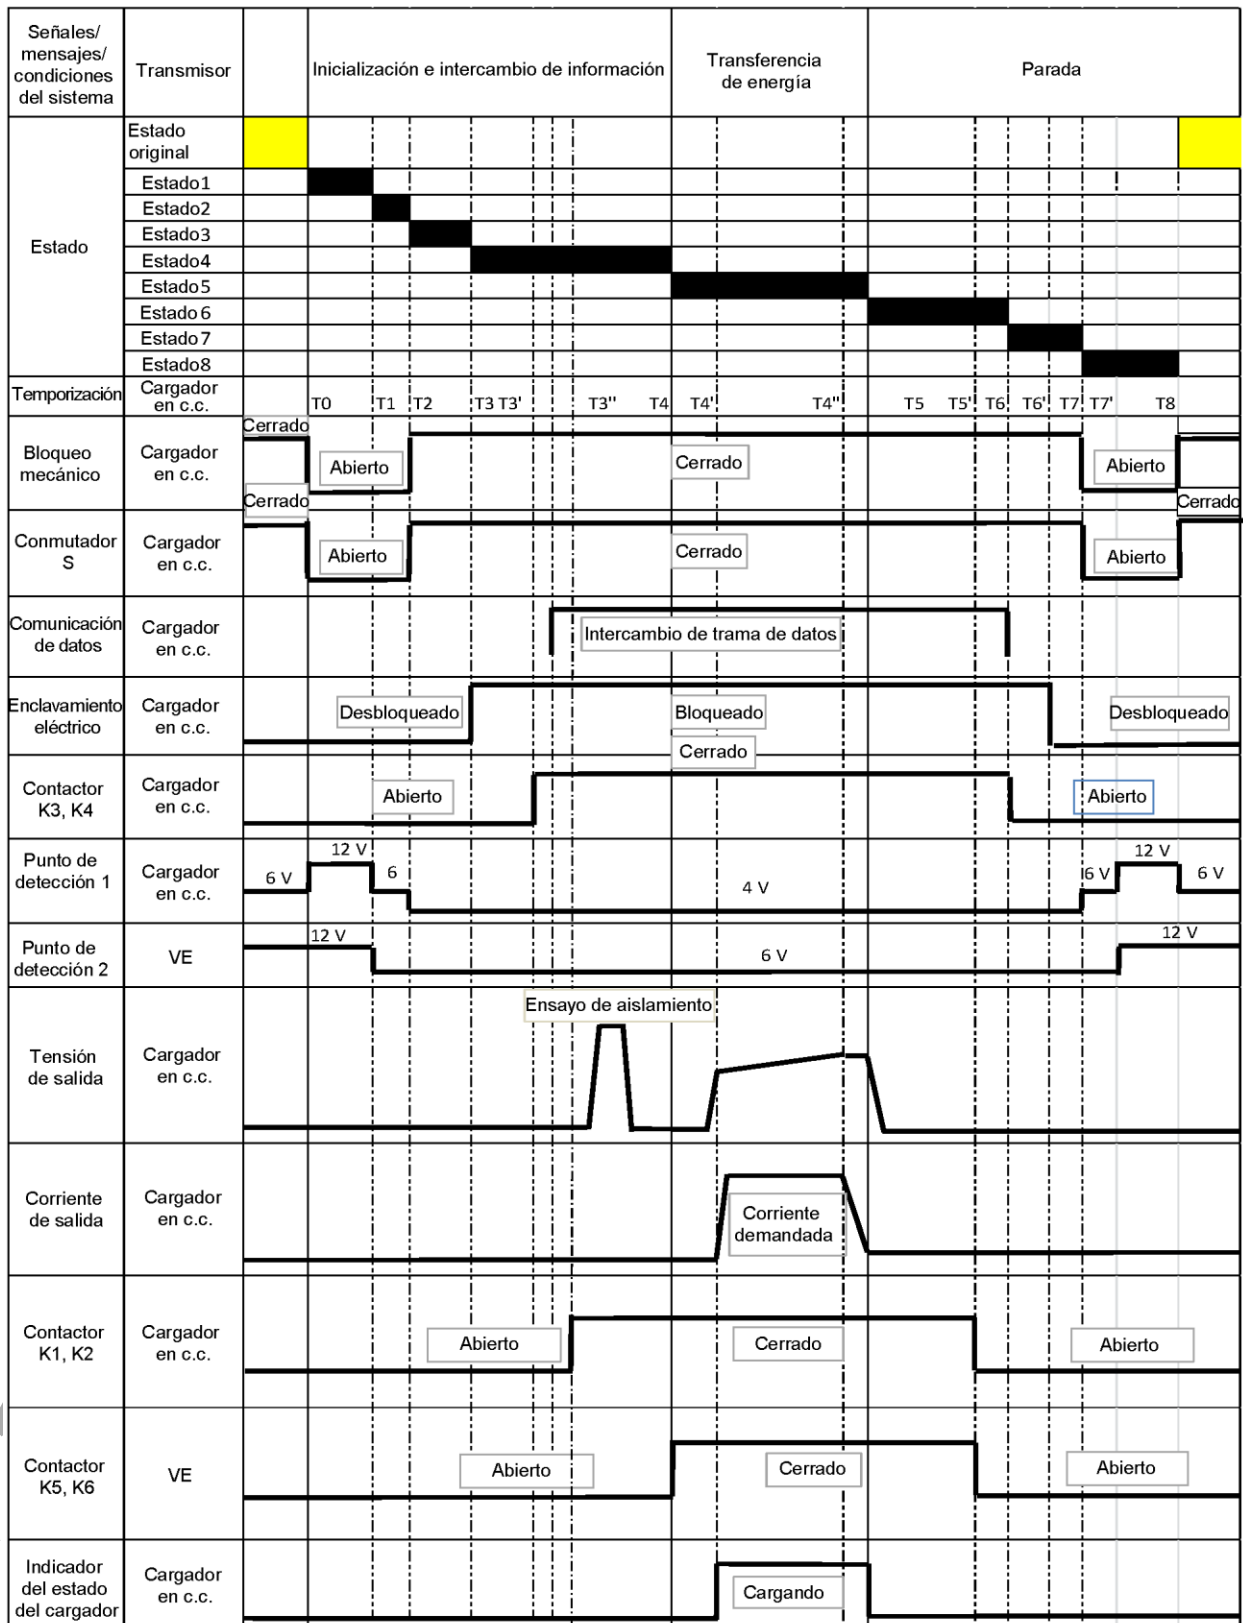 Señales/
mensajes/
condiciones
del sistema
Transmisor
Inicialización e intercambio de información
Transferencia
de energía
Parada
Estado
Estado
original
Estado1
Estado2
Estado3
Estado4
Estado5
Estado6
Estado7
Estado8
Temporización
Cargador
en c.c.
T0
T1
T2
T3
T3'
T3''
T4
T4'
T4''
T5
T5'
T6
T6'
T7
T7'
T8
Bloqueo
mecánico
Cargador
en c.c.
Cerrado
Abierto
Cerrado
Abierto
Cerrado
Conmutador
S
Cargador
en c.c.
Cerrado
Abierto
Cerrado
Abierto
Comunicación
de datos
Cargador
en c.c.
Intercambio de trama de datos
Enclavamiento
eléctrico
Cargador
en c.c.
Desbloqueado
Bloqueado
Desbloqueado
Contactor
K3, K4
Cargador
en c.c.
Abierto
Cerrado
Abierto
Punto de
detección 1
Cargador
en c.c.
6 V
12 V
6
4 V
6 V
12 V
6 V
Punto de
detección 2
VE
12 V
6 V
12 V
Tensión
de salida
Cargador
en c.c.
Ensayo de aislamiento
Corriente
de salida
Cargador
en c.c.
Corriente
demandada
Contactor
K1, K2
Cargador
en c.c.
Abierto
Cerrado
Abierto
Contactor
K5, K6
VE
Abierto
Cerrado
Abierto
Indicador
del estado
del cargador
Cargador
en c.c.
Cargando